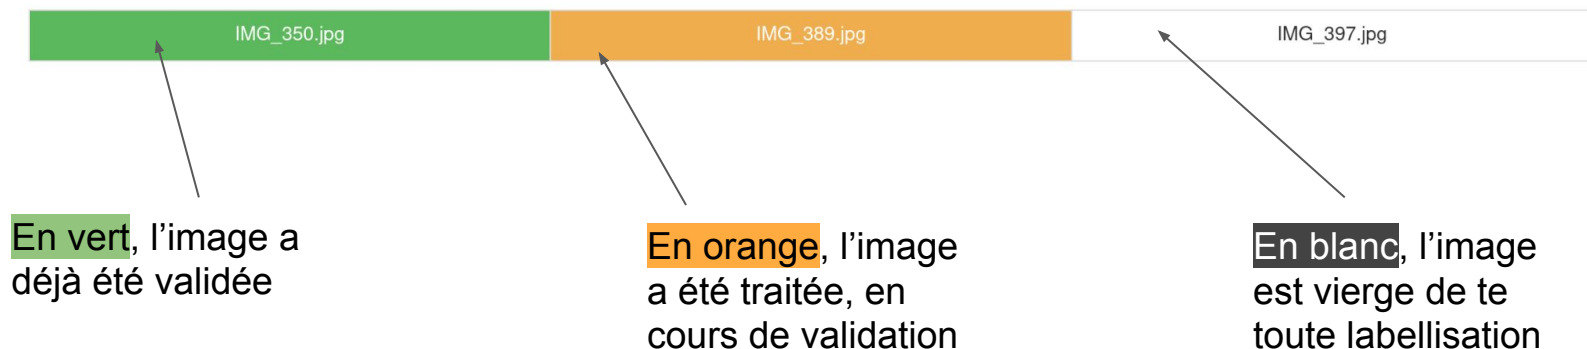 IMG_350.jpg
IMG_389.jpg
IMG_397.jpg
En vert, l’image a
déjà été validée
En orange, l’image
a été traitée, en
cours de validation
En blanc, l’image
est vierge de te
toute labellisation